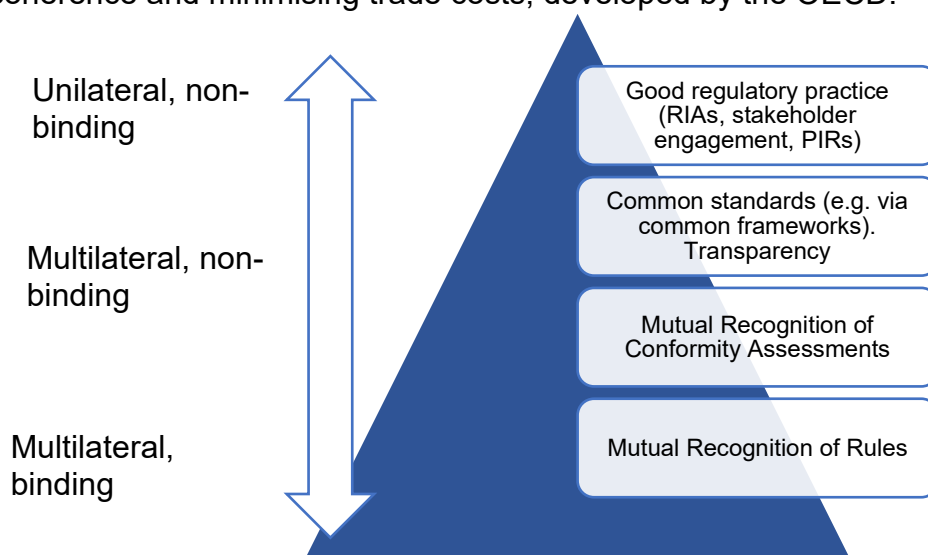 coherence and minimising trade costs, developed by the OECD.
Unilateral, non-
binding
Good regulatory practice
(RIAs, stakeholder
engagement, PIRs)
Common standards (e.g. via
common frameworks).
Transparency
Multilateral, non-
binding
Mutual Recognition of
Conformity Assessments
Multilateral,
binding
Mutual Recognition of Rules